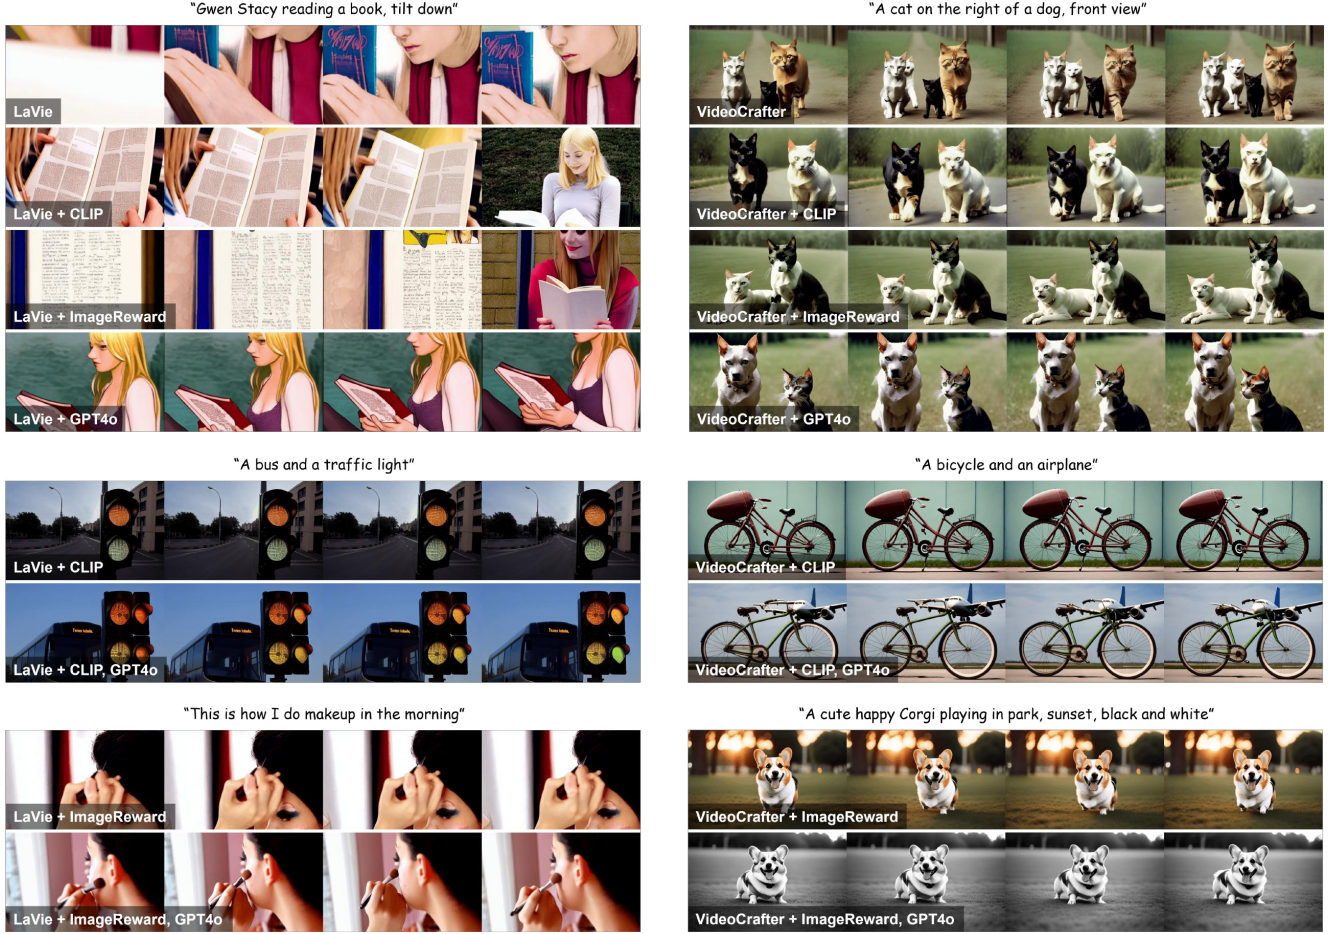 “Gwen Stacy reading a book, tilt down”
LaVie
LaVie + CLIP
LaVie + ImageReward
LaVie + GPT4o
“A cat on the right of a dog, front view”
VideoCrafter
VideoCrafter + CLIP
VideoCrafter + ImageReward
VideoCrafter + GPT4o
“A bus and a traffic light”
LaVie + CLIP
LaVie + CLIP, GPT4o
“A bicycle and an airplane”
VideoCrafter + CLIP
VideoCrafter + CLIP, GPT4o
“This is how I do makeup in the morning”
LaVie + ImageReward
LaVie + ImageReward, GPT4o
“A cute happy Corgi playing in park, sunset, black and white”
VideoCrafter + ImageReward
VideoCrafter + ImageReward, GPT4o